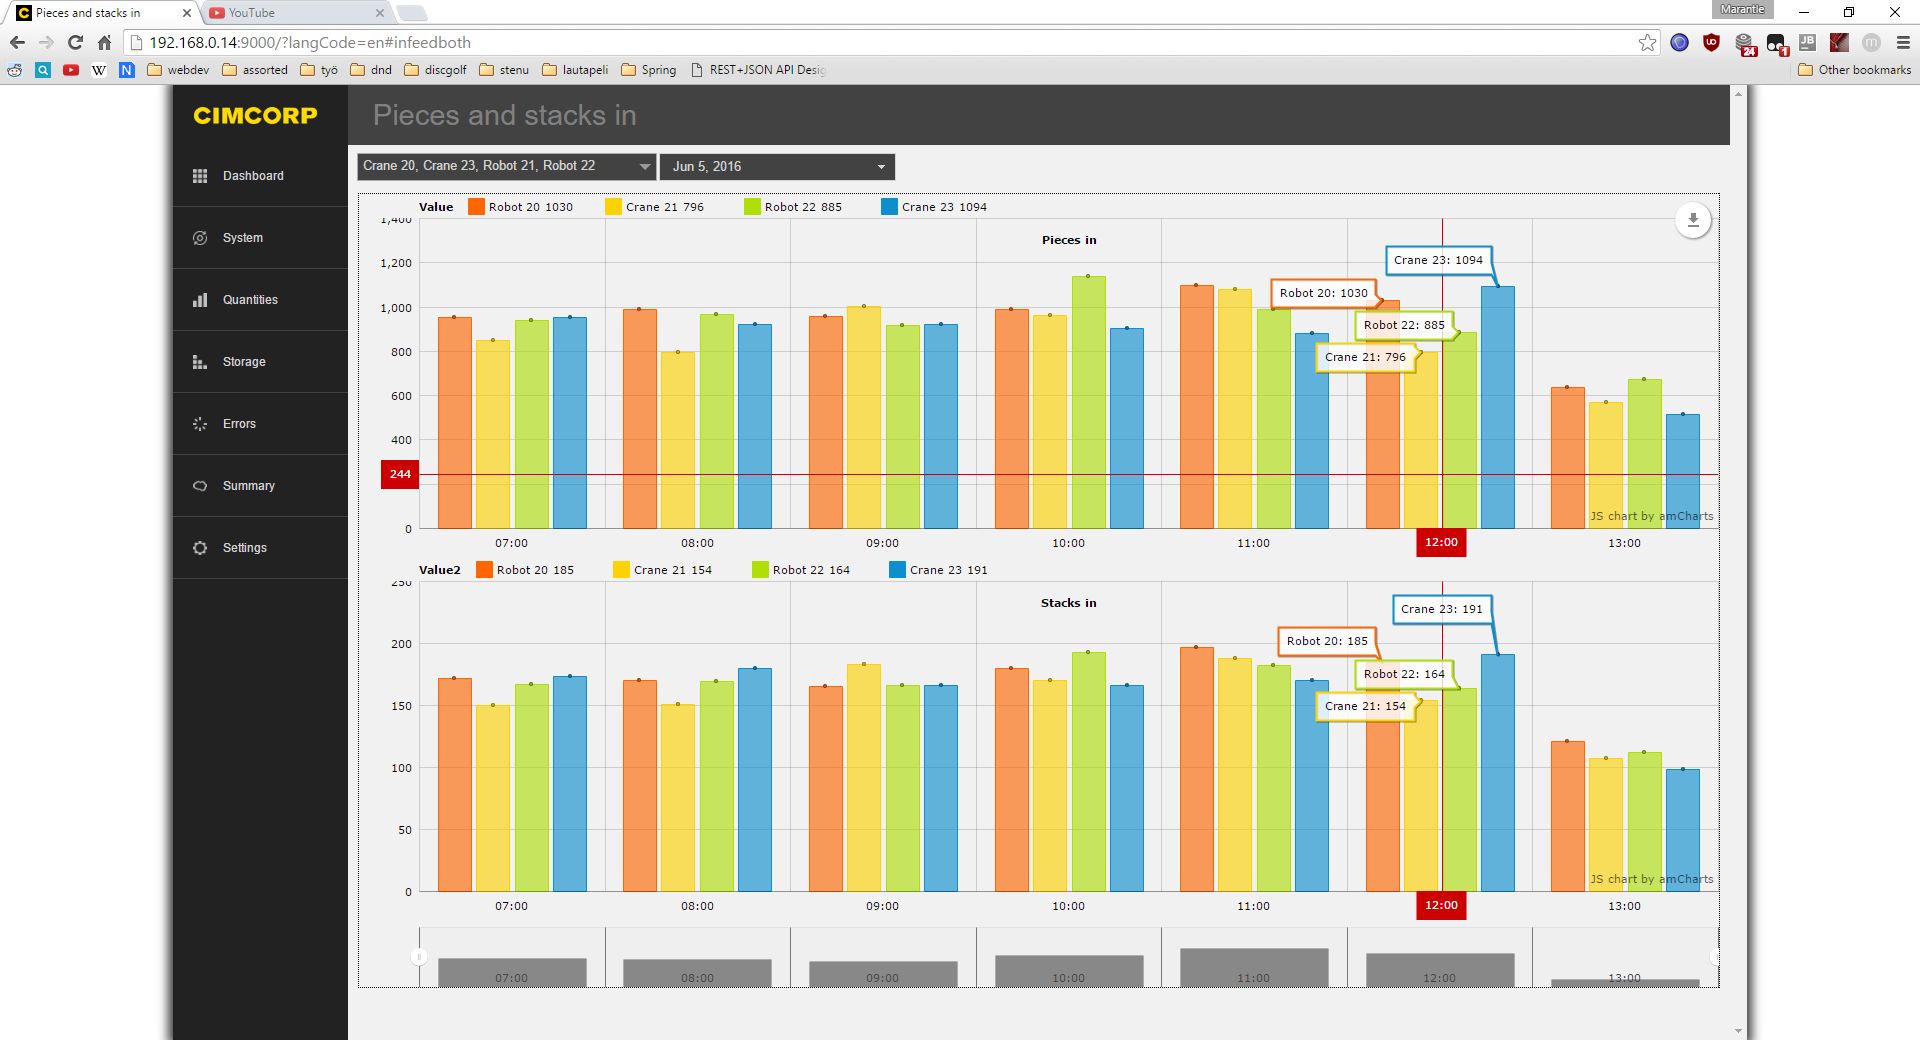 Pieces and stacks in
YouTube
Marantle
192.168.0.14:9000/?langCode=en#infeedboth
UD
24
1
JB
m
W
N
webdev
assorted
työ
dnd
discgolf
stenu
lautapeli
Spring
REST+JSON API Desig
Other bookmarks
CIMCORP
Pieces and stacks in
Dashboard
System
Quantities
Storage
Errors
Summary
Settings
Crane 20, Crane 23, Robot 21, Robot 22
Jun 5, 2016
Value Robot 20 1030 Crane 21 796 Robot 22 885 Crane 23 1094
1,400
Pieces in
1,200
1,000
800
600
400
244
0
Crane 23: 1094
Robot 20: 1030
Robot 22: 885
Crane 21: 796
JS chart by amCharts
07:00 08:00 09:00 10:00 11:00 12:00 13:00
Value2 Robot 20 185 Crane 21 154 Robot 22 164 Crane 23 191
250
Stacks in
200
150
100
50
0
Crane 23: 191
Robot 20: 185
Robot 22: 164
Crane 21: 154
JS chart by amCharts
07:00 08:00 09:00 10:00 11:00 12:00 13:00
07:00 08:00 09:00 10:00 11:00 12:00 13:00